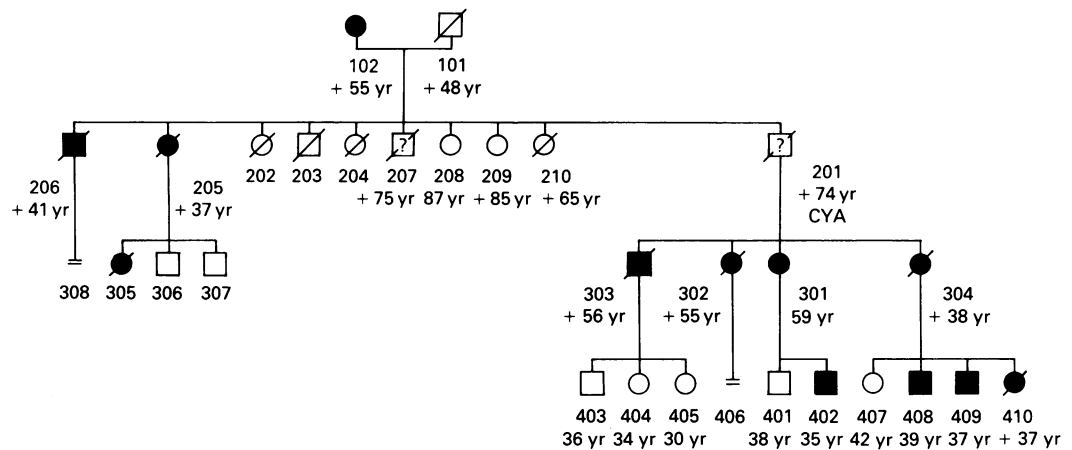 102 101
+ 55 yr + 48 yr
? ?
202 203 204 207 208 209 210
+ 75 yr 87 yr + 85 yr + 65 yr
206 205 201
+ 41 yr + 37 yr + 74 yr
CYA
308 305 306 307
303 302 301 304
+ 56 yr + 55 yr 59 yr + 38 yr
403 404 405 406 401 402 407 408 409 410
36 yr 34 yr 30 yr 38 yr 35 yr 42 yr 39 yr 37 yr + 37 yr